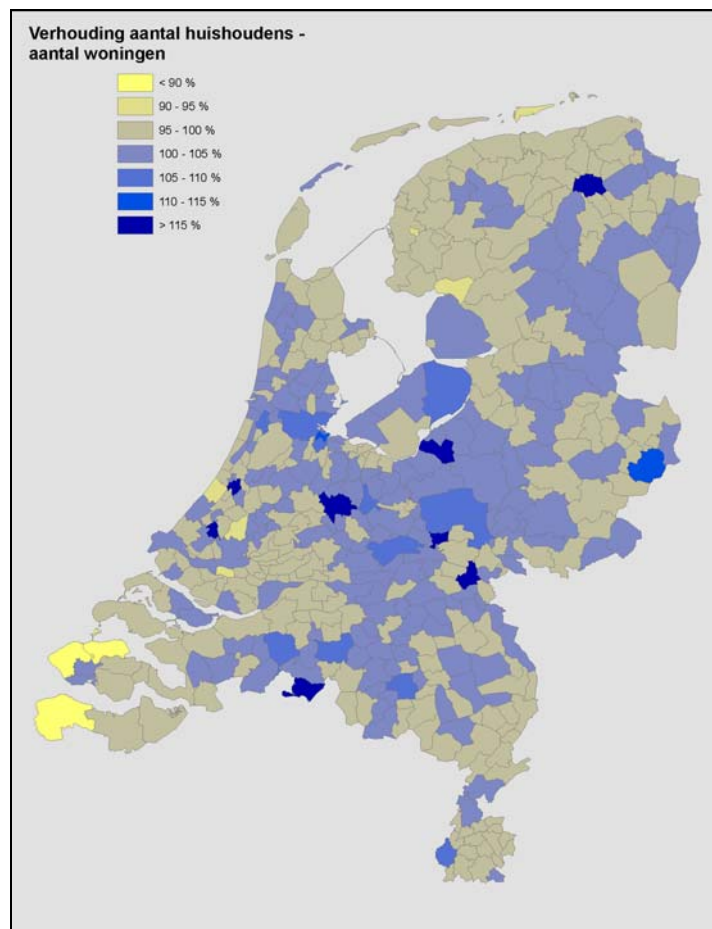 Verhouding aantal huishoudens -
aantal woningen
< 90 %
90 - 95 %
95 - 100 %
100 - 105 %
105 - 110 %
110 - 115 %
> 115 %